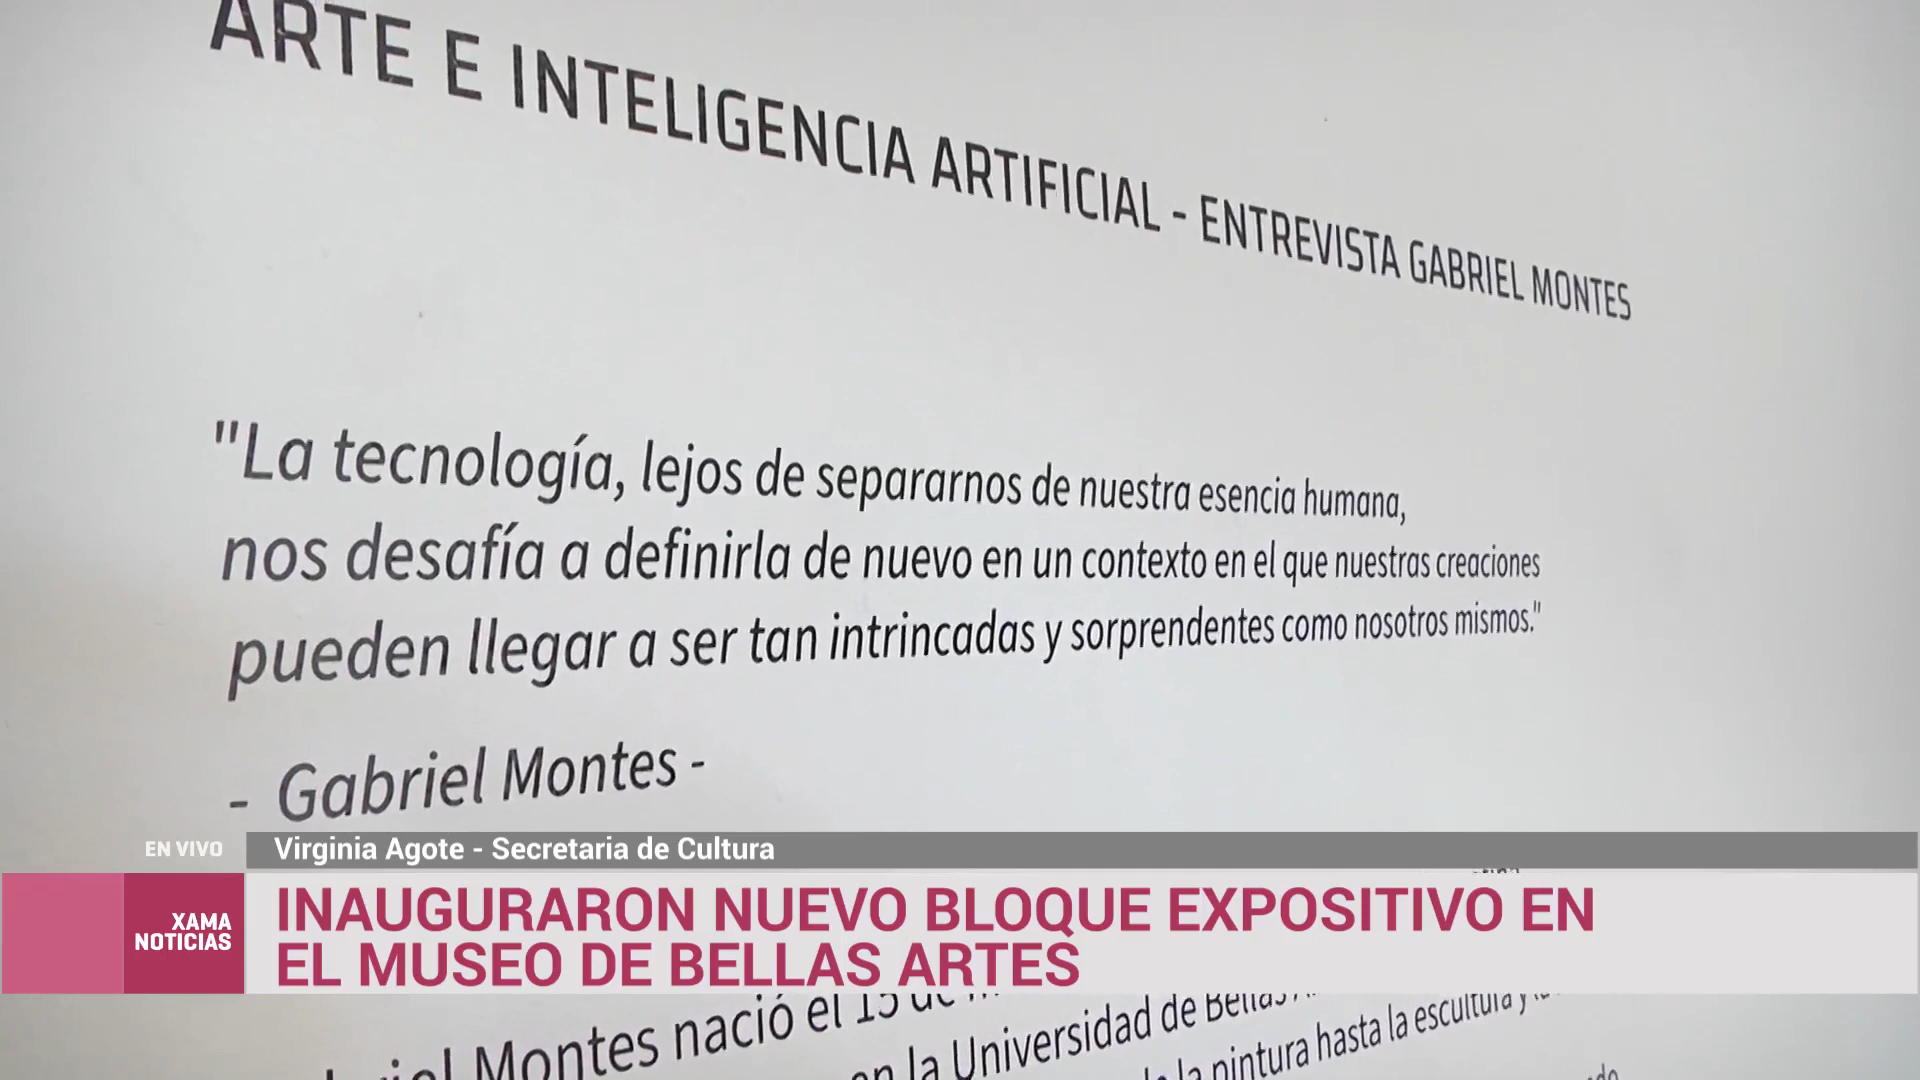 ARTE E INTELIGENCIA ARTIFICIAL - ENTREVISTA GABRIEL MONTES
"La tecnología, lejos de separarnos de nuestra esencia humana,
nos desafía a definirla de nuevo en un contexto en el que nuestras creaciones
pueden llegar a ser tan intrincadas y sorprendentes como nosotros mismos."
- Gabriel Montes -
EN VIVO
Virginia Agote - Secretaria de Cultura
XAMA
NOTICIAS
INAUGURARON NUEVO BLOQUE EXPOSITIVO EN
EL MUSEO DE BELLAS ARTES
Montes nació el 15 de
en la Universidad de Bellas
la pintura hasta la escultura y